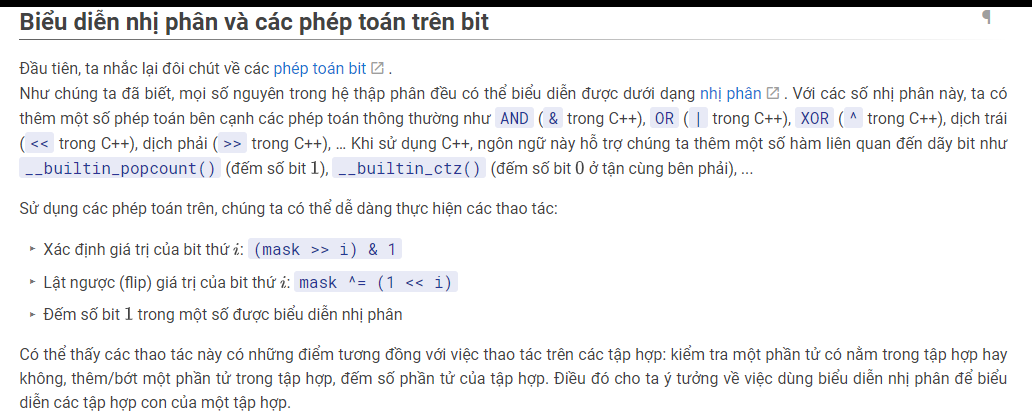 Biểu diễn nhị phân và các phép toán trên bit ¶
Đầu tiên, ta nhắc lại đôi chút về các phép toán bit .
Như chúng ta đã biết, mọi số nguyên trong hệ thập phân đều có thể biểu diễn được dưới dạng nhị phân . Với các số nhị phân này, ta có
thêm một số phép toán bên cạnh các phép toán thông thường như AND ( & trong C++), OR ( | trong C++), XOR ( ^ trong C++), dịch trái
( << trong C++), dịch phải ( >> trong C++), ... Khi sử dụng C++, ngôn ngữ này hỗ trợ chúng ta thêm một số hàm liên quan đến dãy bit như
__builtin_popcount() (đếm số bit 1), __builtin_ctz() (đếm số bit 0 ở tận cùng bên phải), ...
Sử dụng các phép toán trên, chúng ta có thể dễ dàng thực hiện các thao tác:
‣ Xác định giá trị của bit thứ i: (mask >> i) & 1
‣ Lật ngược (flip) giá trị của bit thứ i: mask ^= (1 << i)
‣ Đếm số bit 1 trong một số được biểu diễn nhị phân
Có thể thấy các thao tác này có những điểm tương đồng với việc thao tác trên các tập hợp: kiểm tra một phần tử có nằm trong tập hợp hay
không, thêm/bớt một phần tử trong tập hợp, đếm số phần tử của tập hợp. Điều đó cho ta ý tưởng về việc dùng biểu diễn nhị phân để biểu
diễn các tập hợp con của một tập hợp.